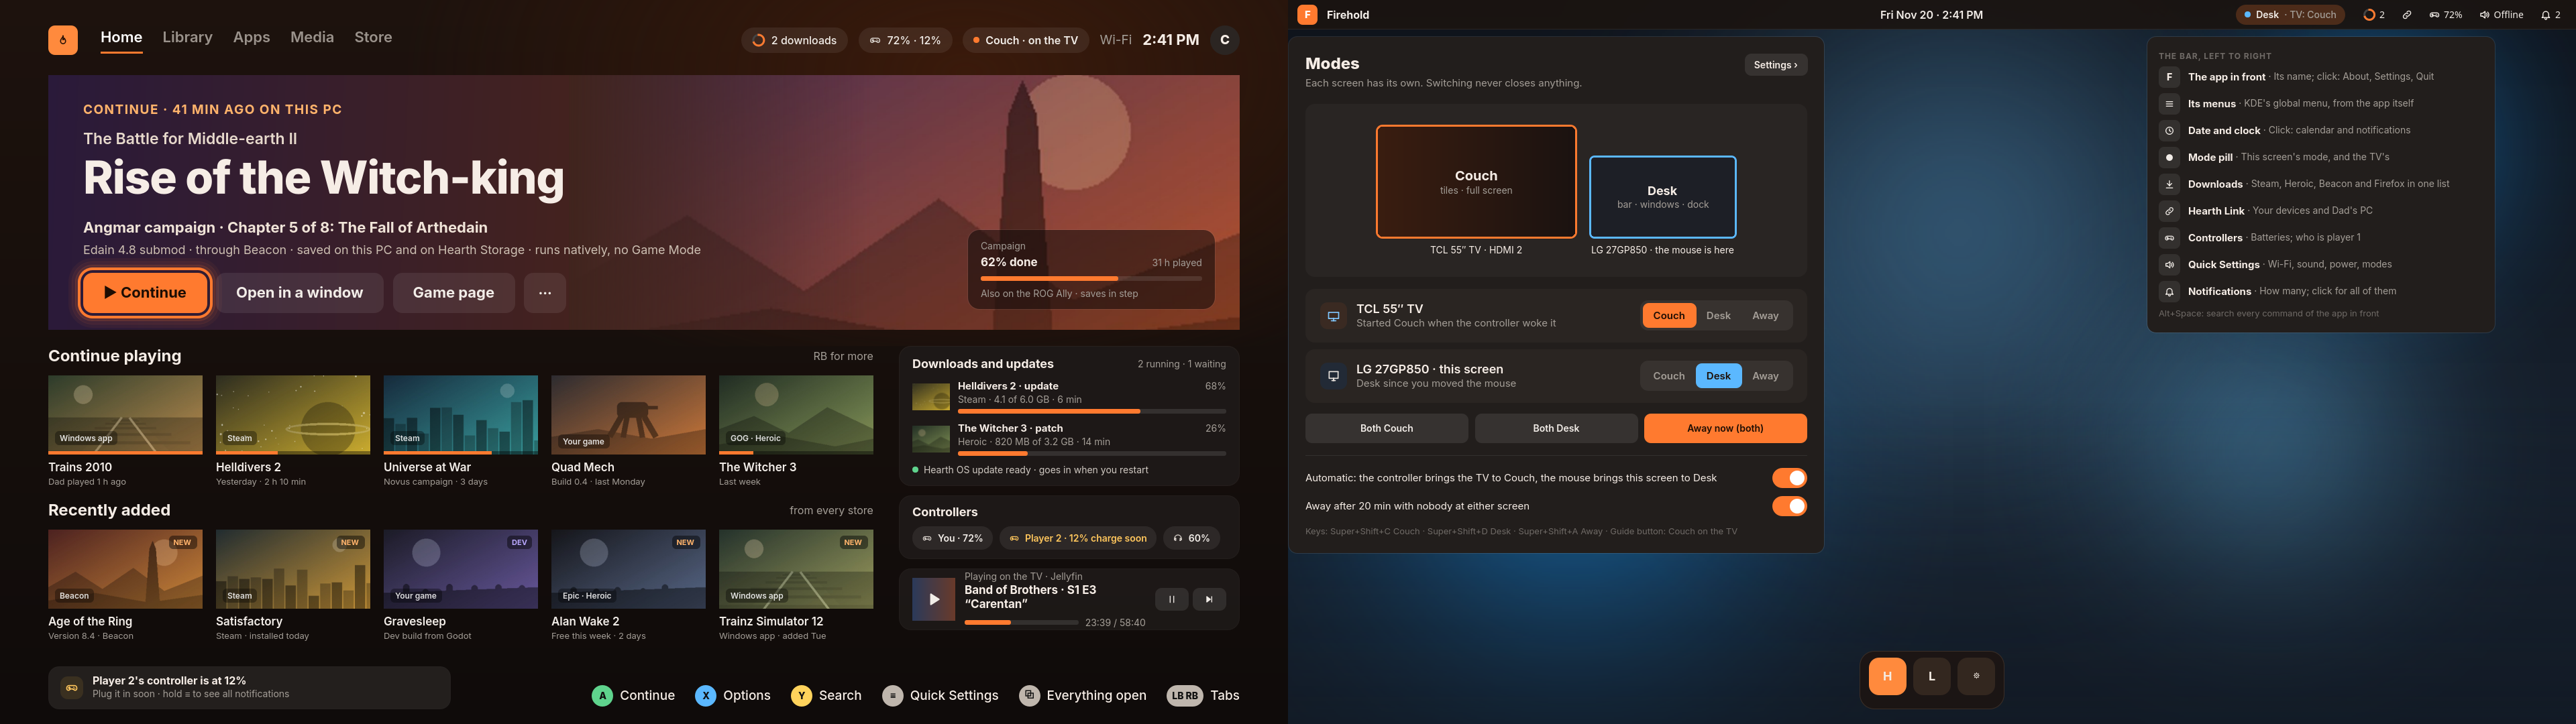 Home Library Apps Media Store
2 downloads
72% · 12%
Couch · on the TV
Wi-Fi
2:41 PM
C
CONTINUE · 41 MIN AGO ON THIS PC
The Battle for Middle-earth II
Rise of the Witch-king
Angmar campaign · Chapter 5 of 8: The Fall of Arthedain
Edain 4.8 submod · through Beacon · saved on this PC and on Hearth Storage · runs natively, no Game Mode
Continue
Open in a window
Game page
···
Campaign
62% done 31 h played
Also on the ROG Ally · saves in step
Continue playing
RB for more
Windows app
Steam
Steam
Your game
GOG · Heroic
Trains 2010
Dad played 1 h ago
Helldivers 2
Yesterday · 2 h 10 min
Universe at War
Novus campaign · 3 days
Quad Mech
Build 0.4 · last Monday
The Witcher 3
Last week
Recently added
from every store
NEW
Beacon
NEW
Steam
DEV
Your game
NEW
Epic · Heroic
NEW
Windows app
Age of the Ring
Version 8.4 · Beacon
Satisfactory
Steam · installed today
Gravesleep
Dev build from Godot
Alan Wake 2
Free this week · 2 days
Trainz Simulator 12
Windows app · added Tue
Downloads and updates
2 running · 1 waiting
Helldivers 2 · update 68%
Steam · 4.1 of 6.0 GB · 6 min
The Witcher 3 · patch 26%
Heroic · 820 MB of 3.2 GB · 14 min
Hearth OS update ready · goes in when you restart
Controllers
You · 72%
Player 2 · 12% charge soon
60%
Playing on the TV · Jellyfin
Band of Brothers · S1 E3
“Carentan”
23:39 / 58:40
Player 2's controller is at 12%
Plug it in soon · hold ≡ to see all notifications
A Continue
X Options
Y Search
≡ Quick Settings
Everything open
LB RB Tabs
F Firehold
Fri Nov 20 · 2:41 PM
Desk · TV: Couch
2
72%
Offline
2
Modes
Each screen has its own. Switching never closes anything.
Settings ›
Couch
tiles · full screen
Desk
bar · windows · dock
TCL 55″ TV · HDMI 2
LG 27GP850 · the mouse is here
TCL 55″ TV
Started Couch when the controller woke it
Couch Desk Away
LG 27GP850 · this screen
Desk since you moved the mouse
Couch Desk Away
Both Couch
Both Desk
Away now (both)
Automatic: the controller brings the TV to Couch, the mouse brings this screen to Desk
Away after 20 min with nobody at either screen
Keys: Super+Shift+C Couch · Super+Shift+D Desk · Super+Shift+A Away · Guide button: Couch on the TV
THE BAR, LEFT TO RIGHT
F The app in front · Its name; click: About, Settings, Quit
Its menus · KDE's global menu, from the app itself
Date and clock · Click: calendar and notifications
Mode pill · This screen's mode, and the TV's
Downloads · Steam, Heroic, Beacon and Firefox in one list
Hearth Link · Your devices and Dad's PC
Controllers · Batteries; who is player 1
Quick Settings · Wi-Fi, sound, power, modes
Notifications · How many; click for all of them
Alt+Space: search every command of the app in front
H L